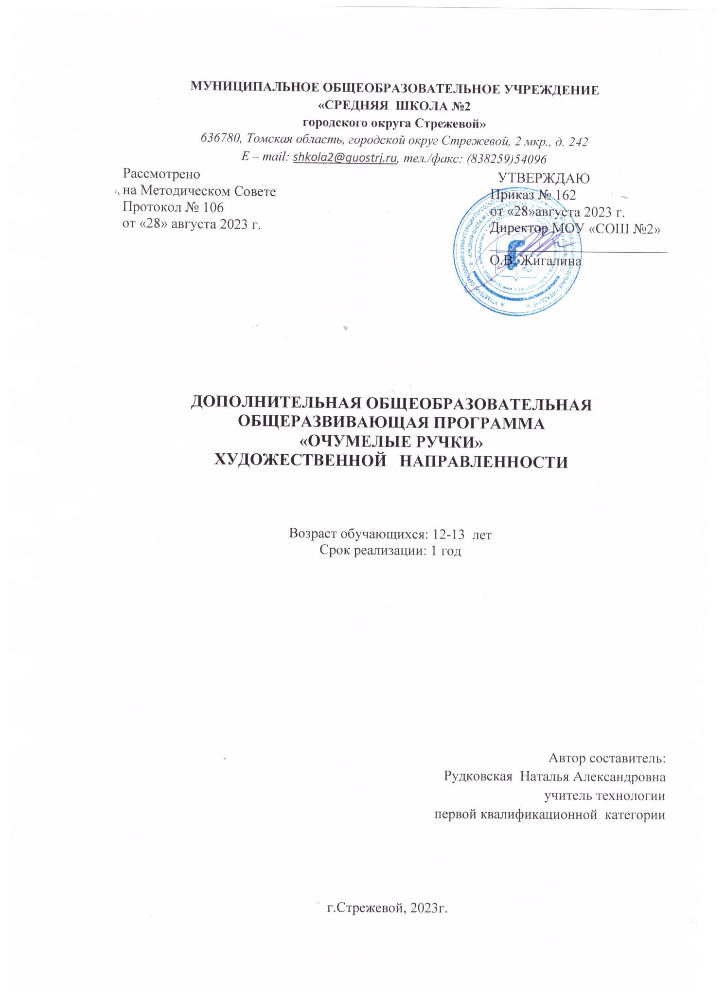 МУНИЦИПАЛЬНОЕ ОБЩЕОБРАЗОВАТЕЛЬНОЕ УЧРЕЖДЕНИЕ
«СРЕДНЯЯ ШКОЛА №2
городского округа Стрежевой»
636780, Томская область, городской округ Стрежевой, 2 мкр., д. 242
E – mail: shkola2@guostrj.ru, тел./факс: (838259)54096
Рассмотрено
на Методическом Совете
Протокол № 106
от «28» августа 2023 г.
УТВЕРЖДАЮ
Приказ № 162
от «28»августа 2023 г.
Директор МОУ «СОШ №2»
О.В. Жигалина
ДОПОЛНИТЕЛЬНАЯ ОБЩЕОБРАЗОВАТЕЛЬНАЯ
ОБЩЕРАЗВИВАЮЩАЯ ПРОГРАММА
«ОЧУМЕЛЫЕ РУЧКИ»
ХУДОЖЕСТВЕННОЙ НАПРАВЛЕННОСТИ
Возраст обучающихся: 12-13 лет
Срок реализации: 1 год
Автор составитель:
Рудковская Наталья Александровна
учитель технологии
первой квалификационной категории
г.Стрежевой, 2023г.